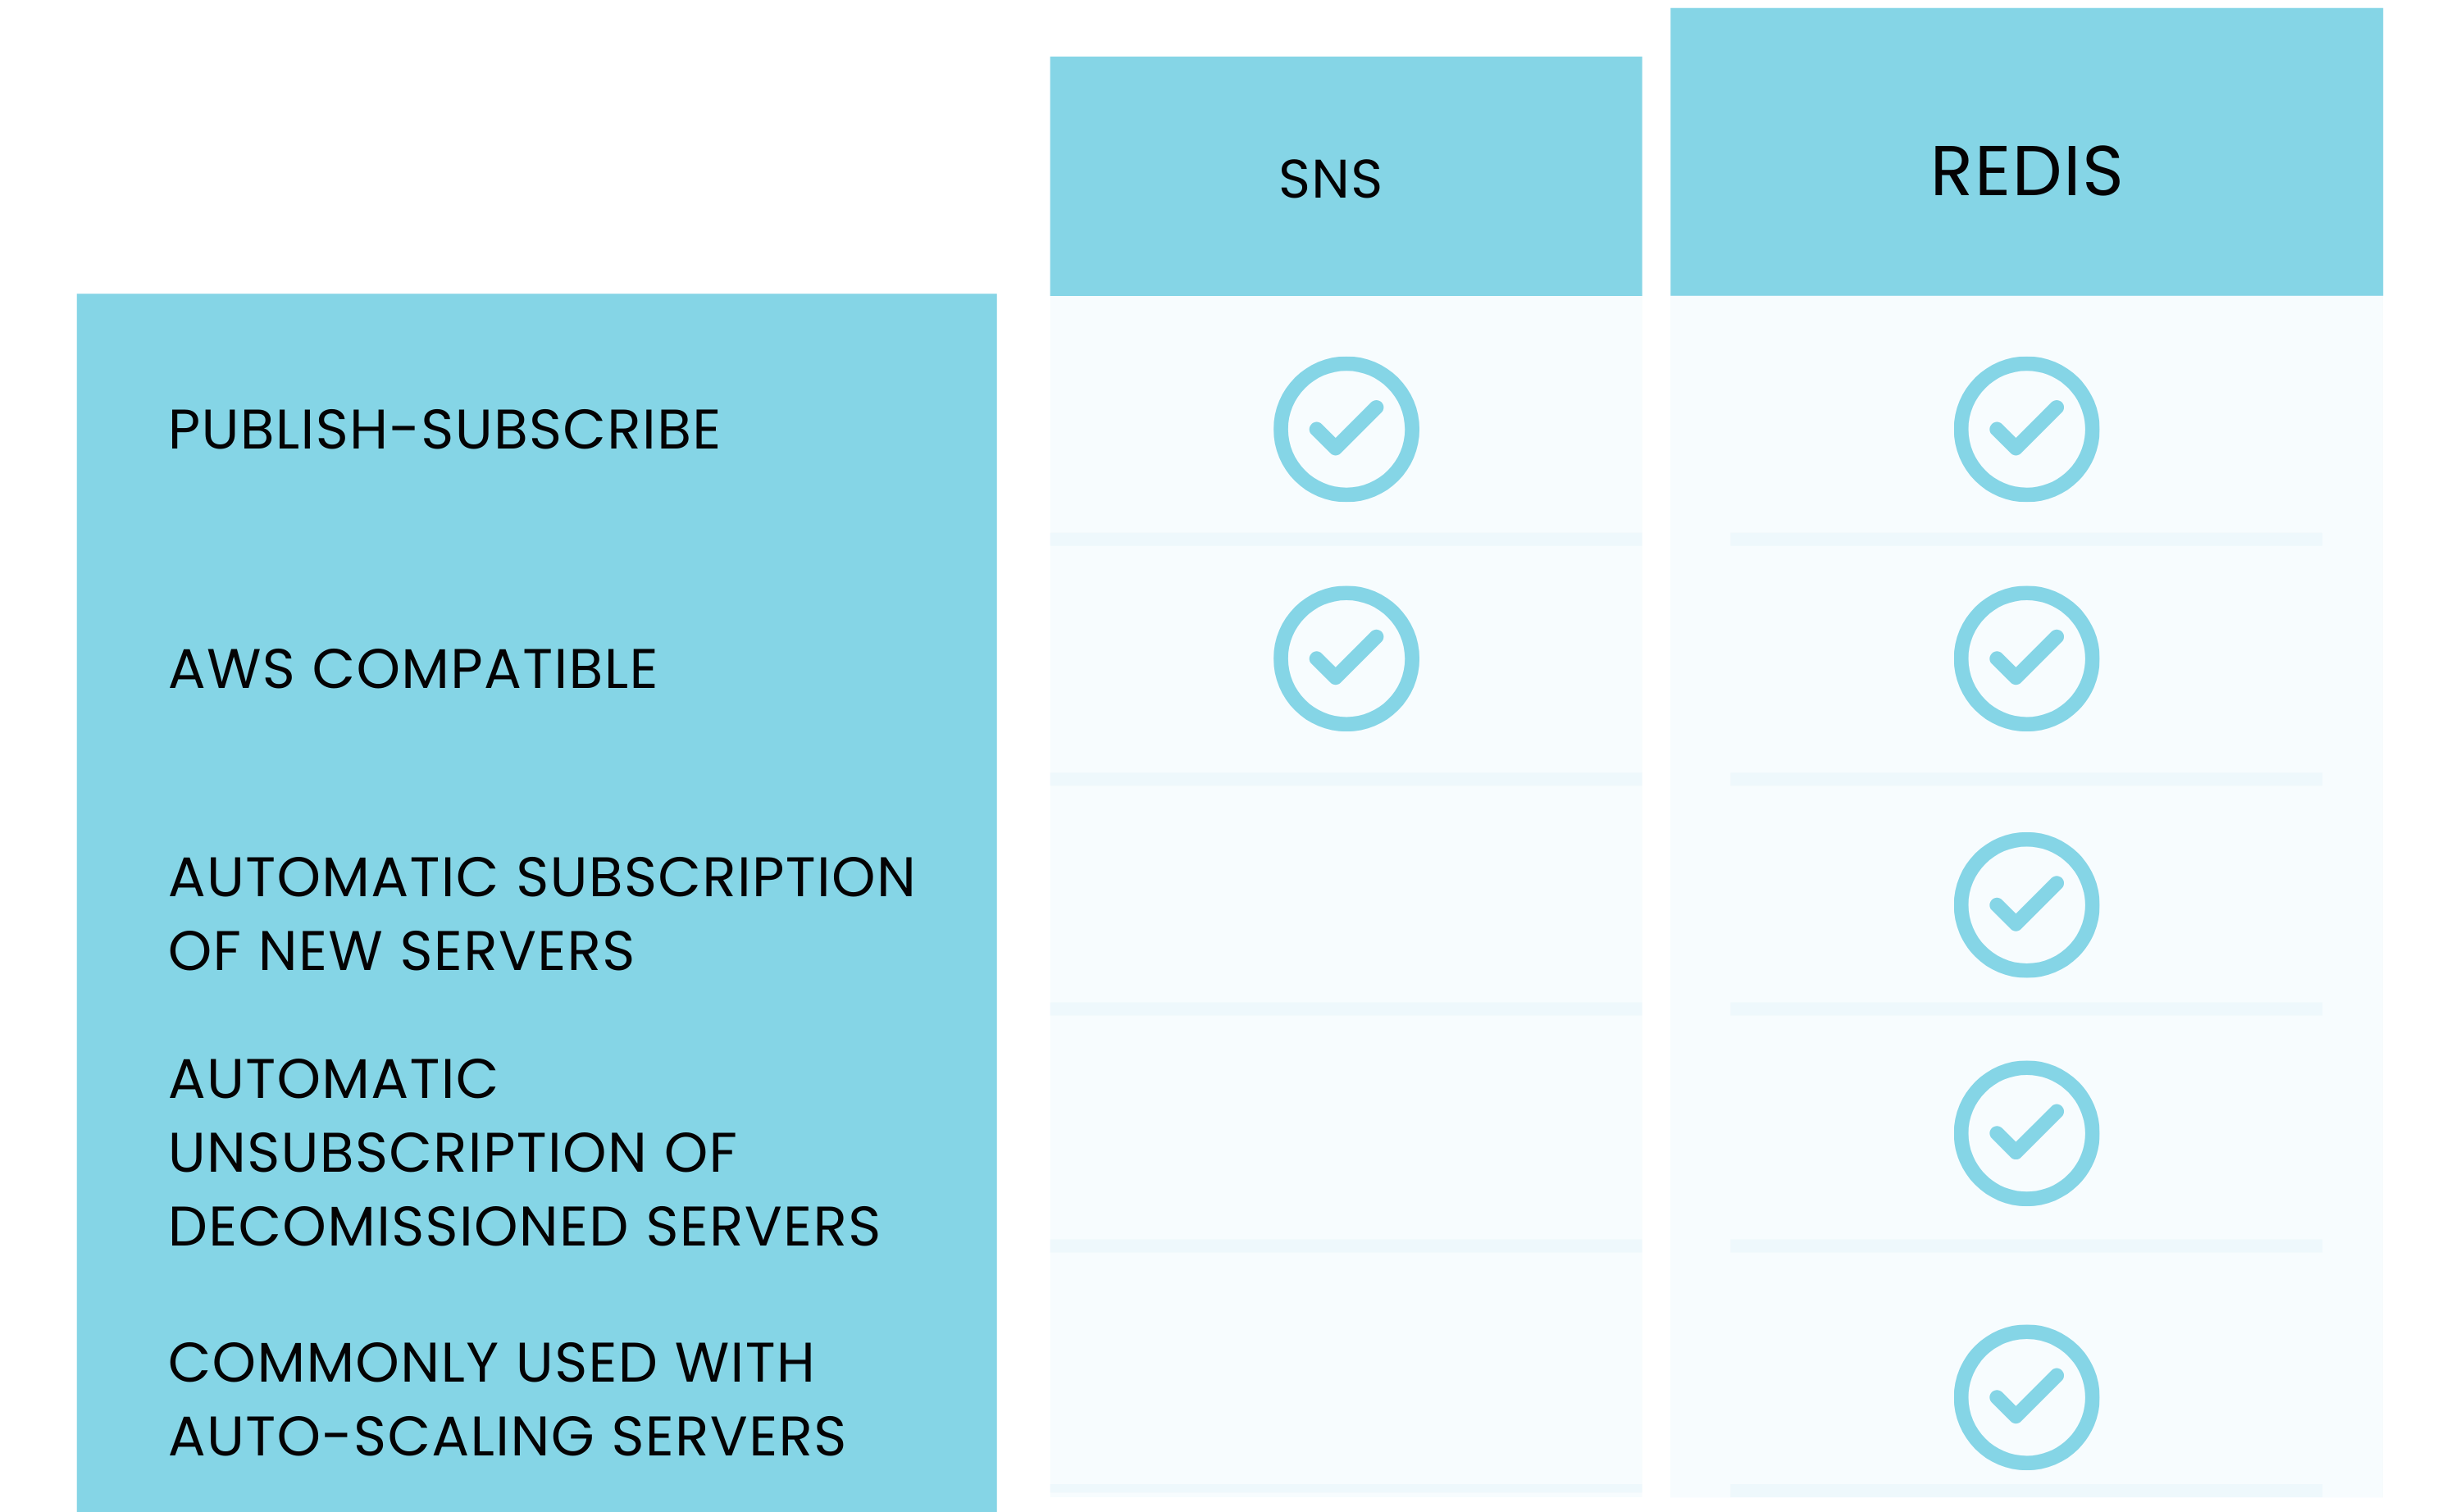 SNS
REDIS
PUBLISH-SUBSCRIBE
AWS COMPATIBLE
AUTOMATIC SUBSCRIPTION
OF NEW SERVERS
AUTOMATIC
UNSUBSCRIPTION OF
DECOMISSIONED SERVERS
COMMONLY USED WITH
AUTO-SCALING SERVERS